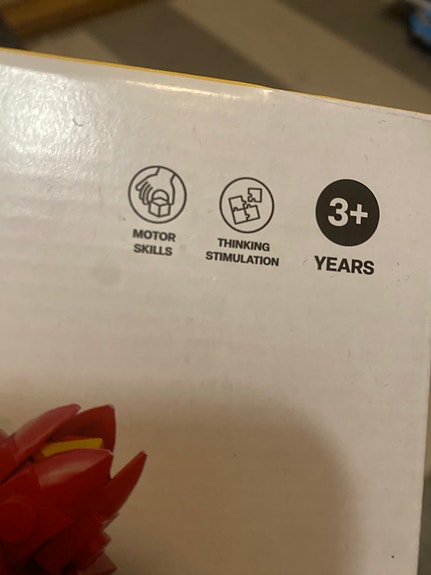 MOTOR
SKILLS
THINKING
STIMULATION
3+
YEARS